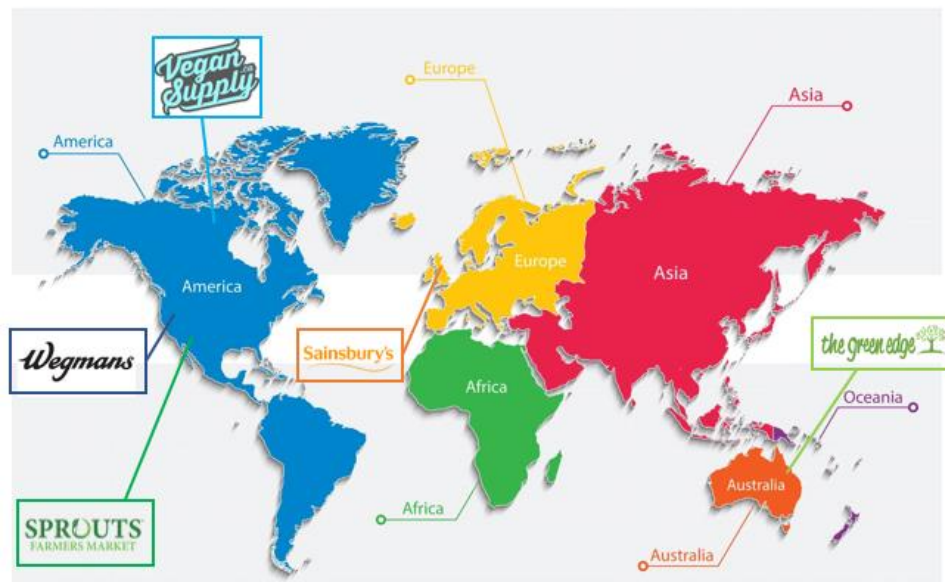 Vegan
Supply.ca
Europe
Asia
America
Europe
Asia
America
Wegmans
Sainsbury's
the green edge
Africa
Oceania
Australia
SPROUTS
FARMERS MARKET
Africa
Australia